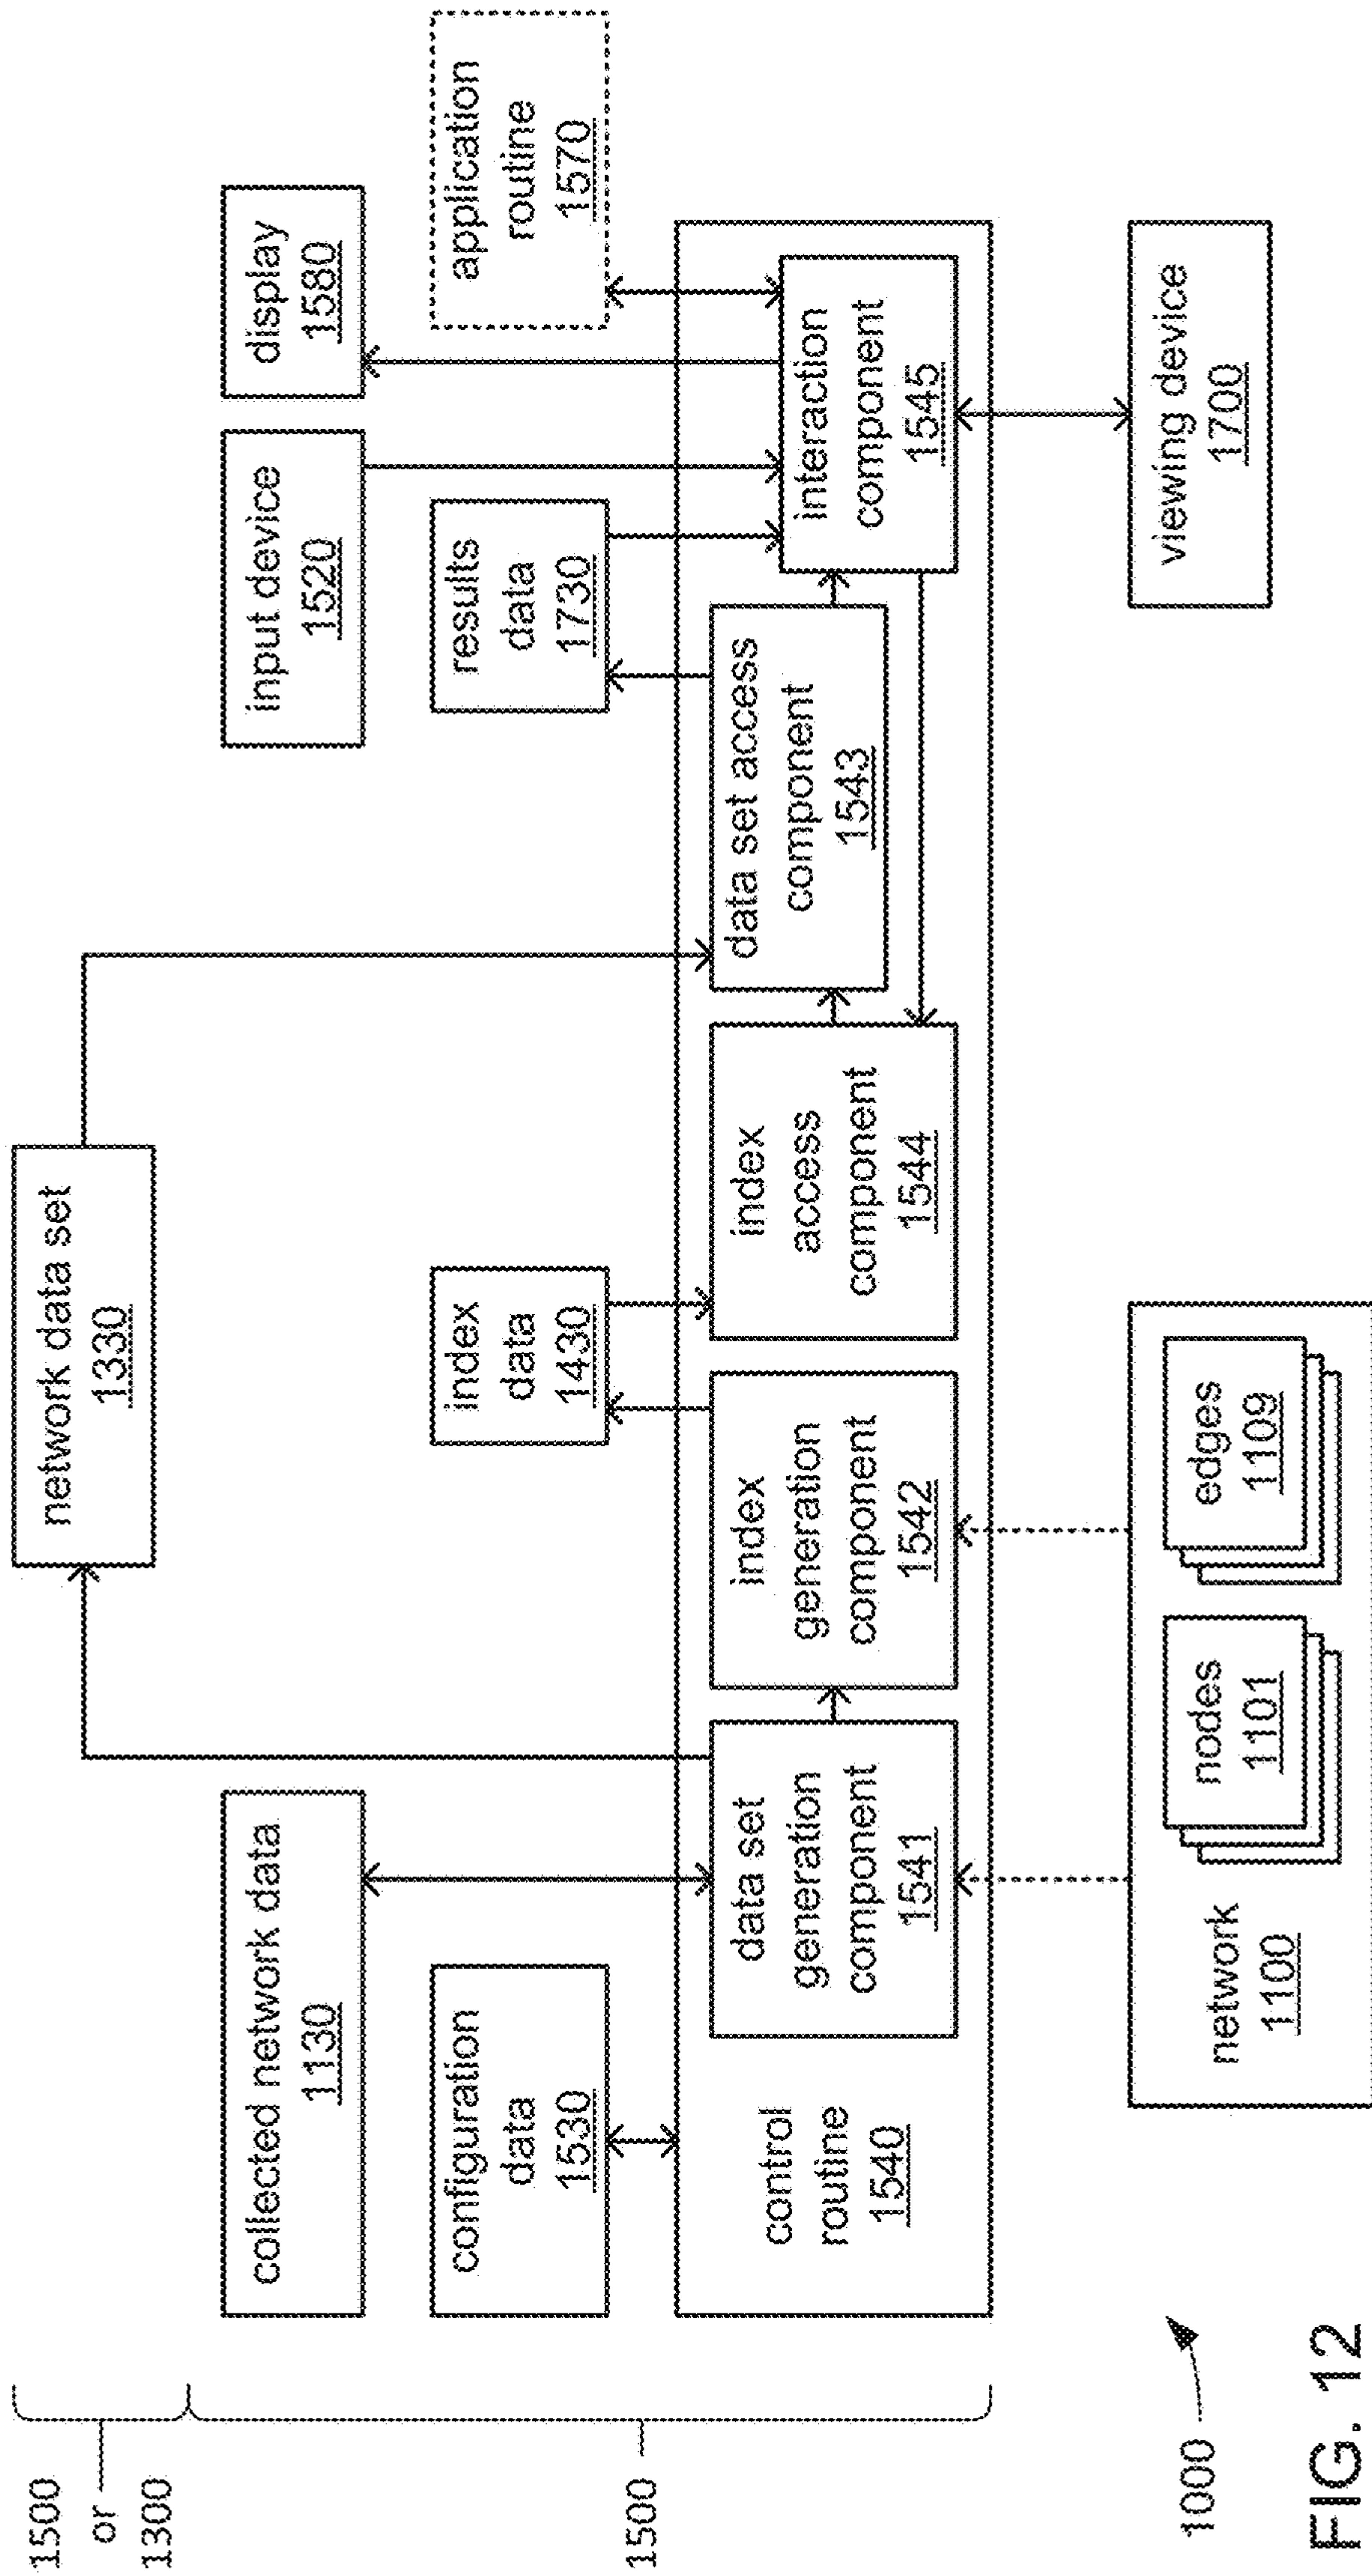 1500
or
1300
network data set
1330
collected network data
1130
input device
1520
display
1580
configuration
data
1530
index
data
1430
results
data
1730
application
routine
1570
1500
control
routine
1540
data set
generation
component
1541
index
generation
component
1542
index
access
component
1544
data set access
component
1543
interaction
component
1545
network
1100
nodes
1101
edges
1109
viewing device
1700
1000
FIG. 12